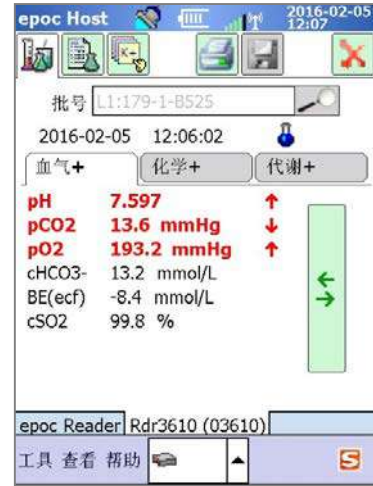 epoc Host 2016-02-05
12:07
批号 L1:179-1-B525
2016-02-05 12:06:02
血气+ 化学+ 代谢+
pH 7.597 ↑
pCO2 13.6 mmHg ↓
pO2 193.2 mmHg ↑
cHCO3- 13.2 mmol/L
BE(ecf) -8.4 mmol/L
cSO2 99.8 %
epoc Reader Rdr3610 (03610)
工具 查看 帮助